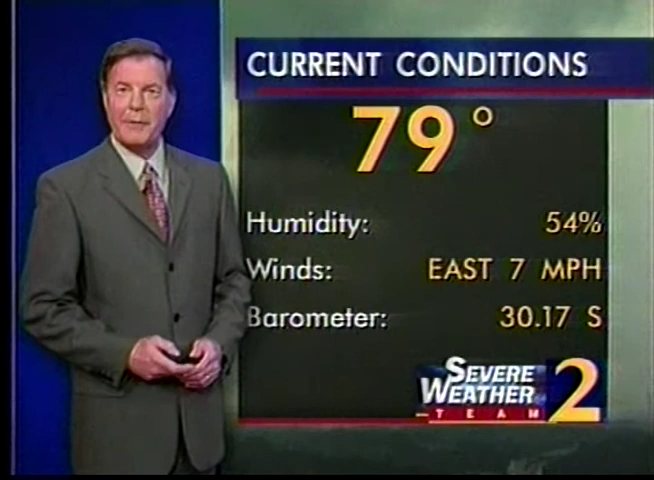 CURRENT CONDITIONS
79°
Humidity: 54%
Winds: EAST 7 MPH
Barometer: 30.17 S
SEVERE
WEATHER 2
TEAM